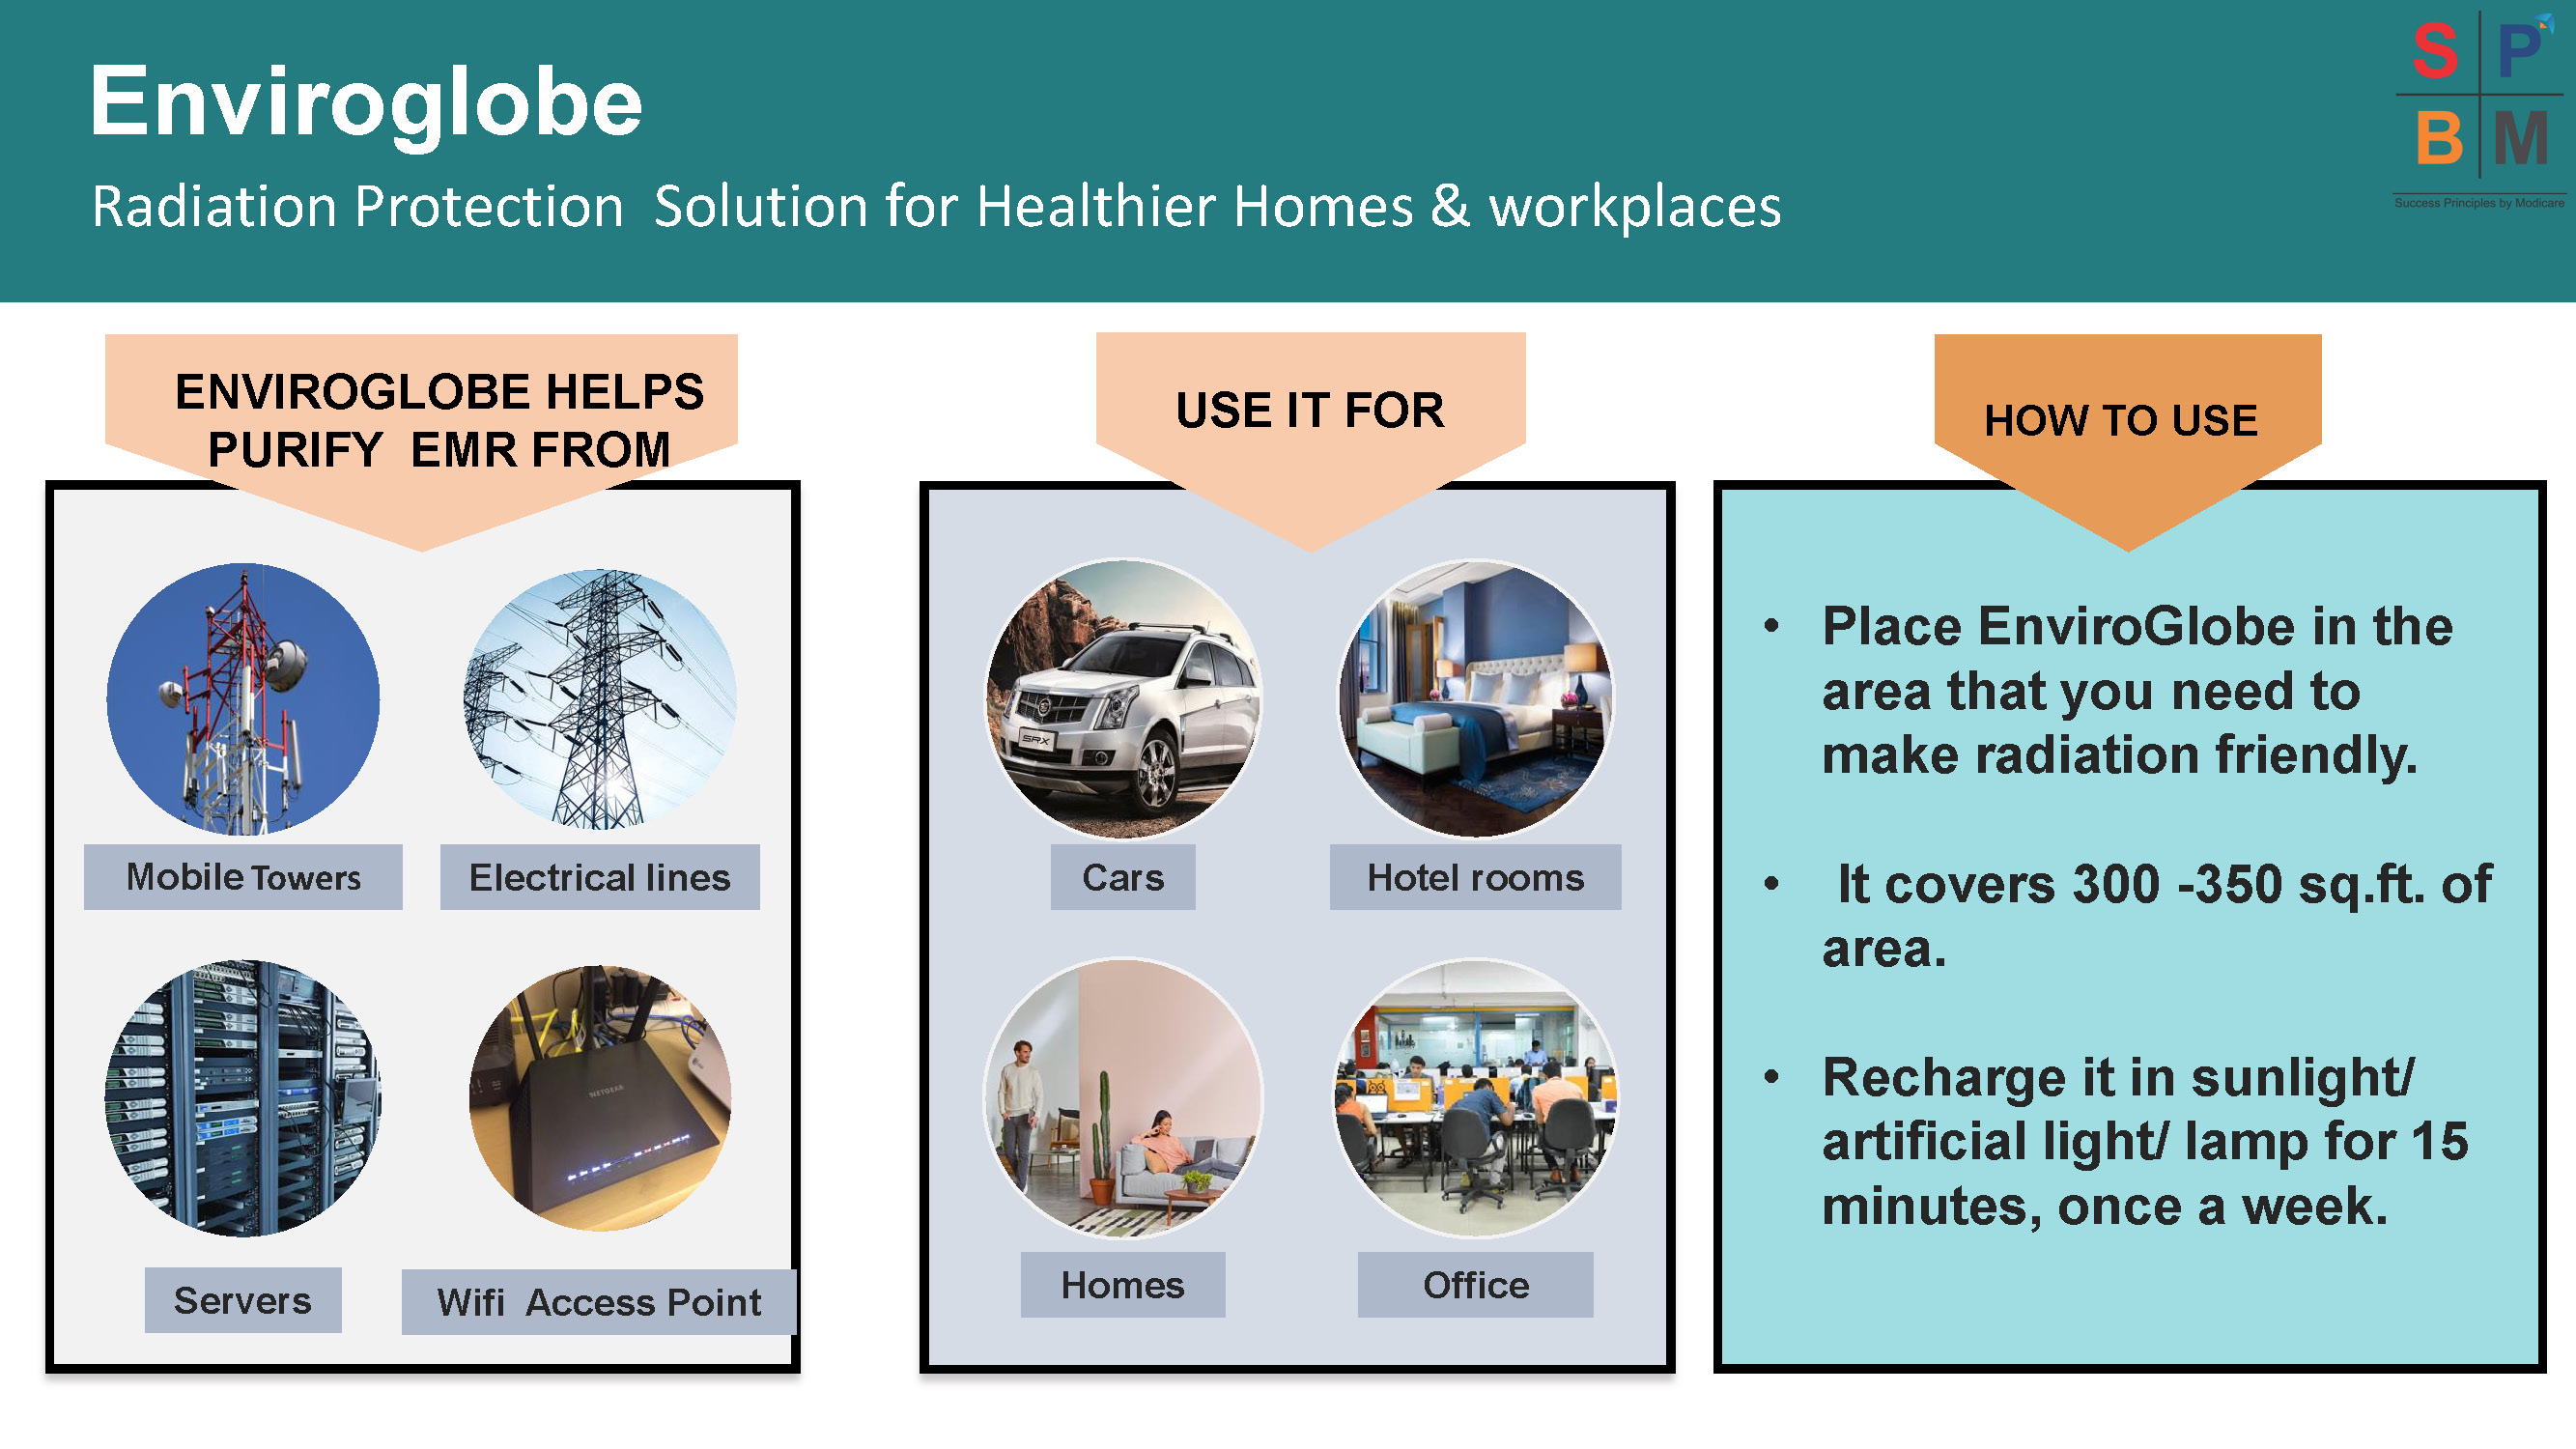 Enviroglobe
Radiation Protection Solution for Healthier Homes & workplaces
S P
B M
Success Principles by Modicare
ENVIROGLOBE HELPS
PURIFY EMR FROM
Mobile Towers
Electrical lines
Servers
NETGEAR
Wifi Access Point
USE IT FOR
SRX
Cars
Hotel rooms
Homes
Office
HOW TO USE
• Place EnviroGlobe in the
area that you need to
make radiation friendly.
• It covers 300 -350 sq.ft. of
area.
• Recharge it in sunlight/
artificial light/ lamp for 15
minutes, once a week.